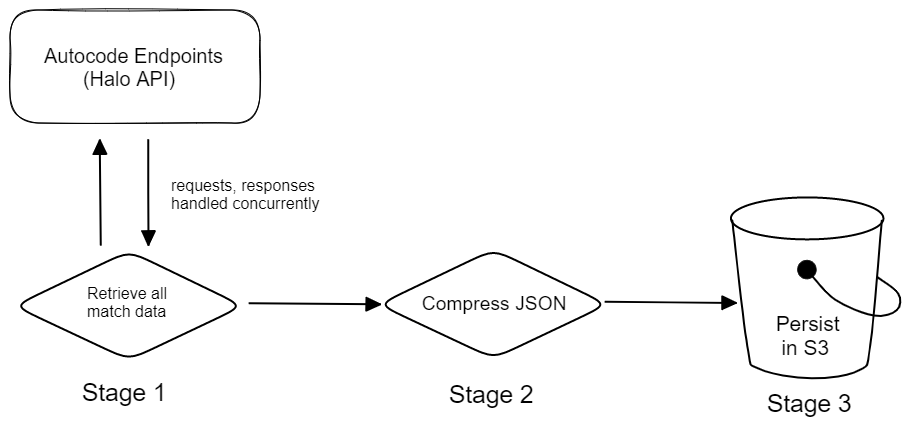 Autocode Endpoints
(Halo API)
requests, responses
handled concurrently
Retrieve all
match data
Compress JSON
Persist
in S3
Stage 1
Stage 2
Stage 3